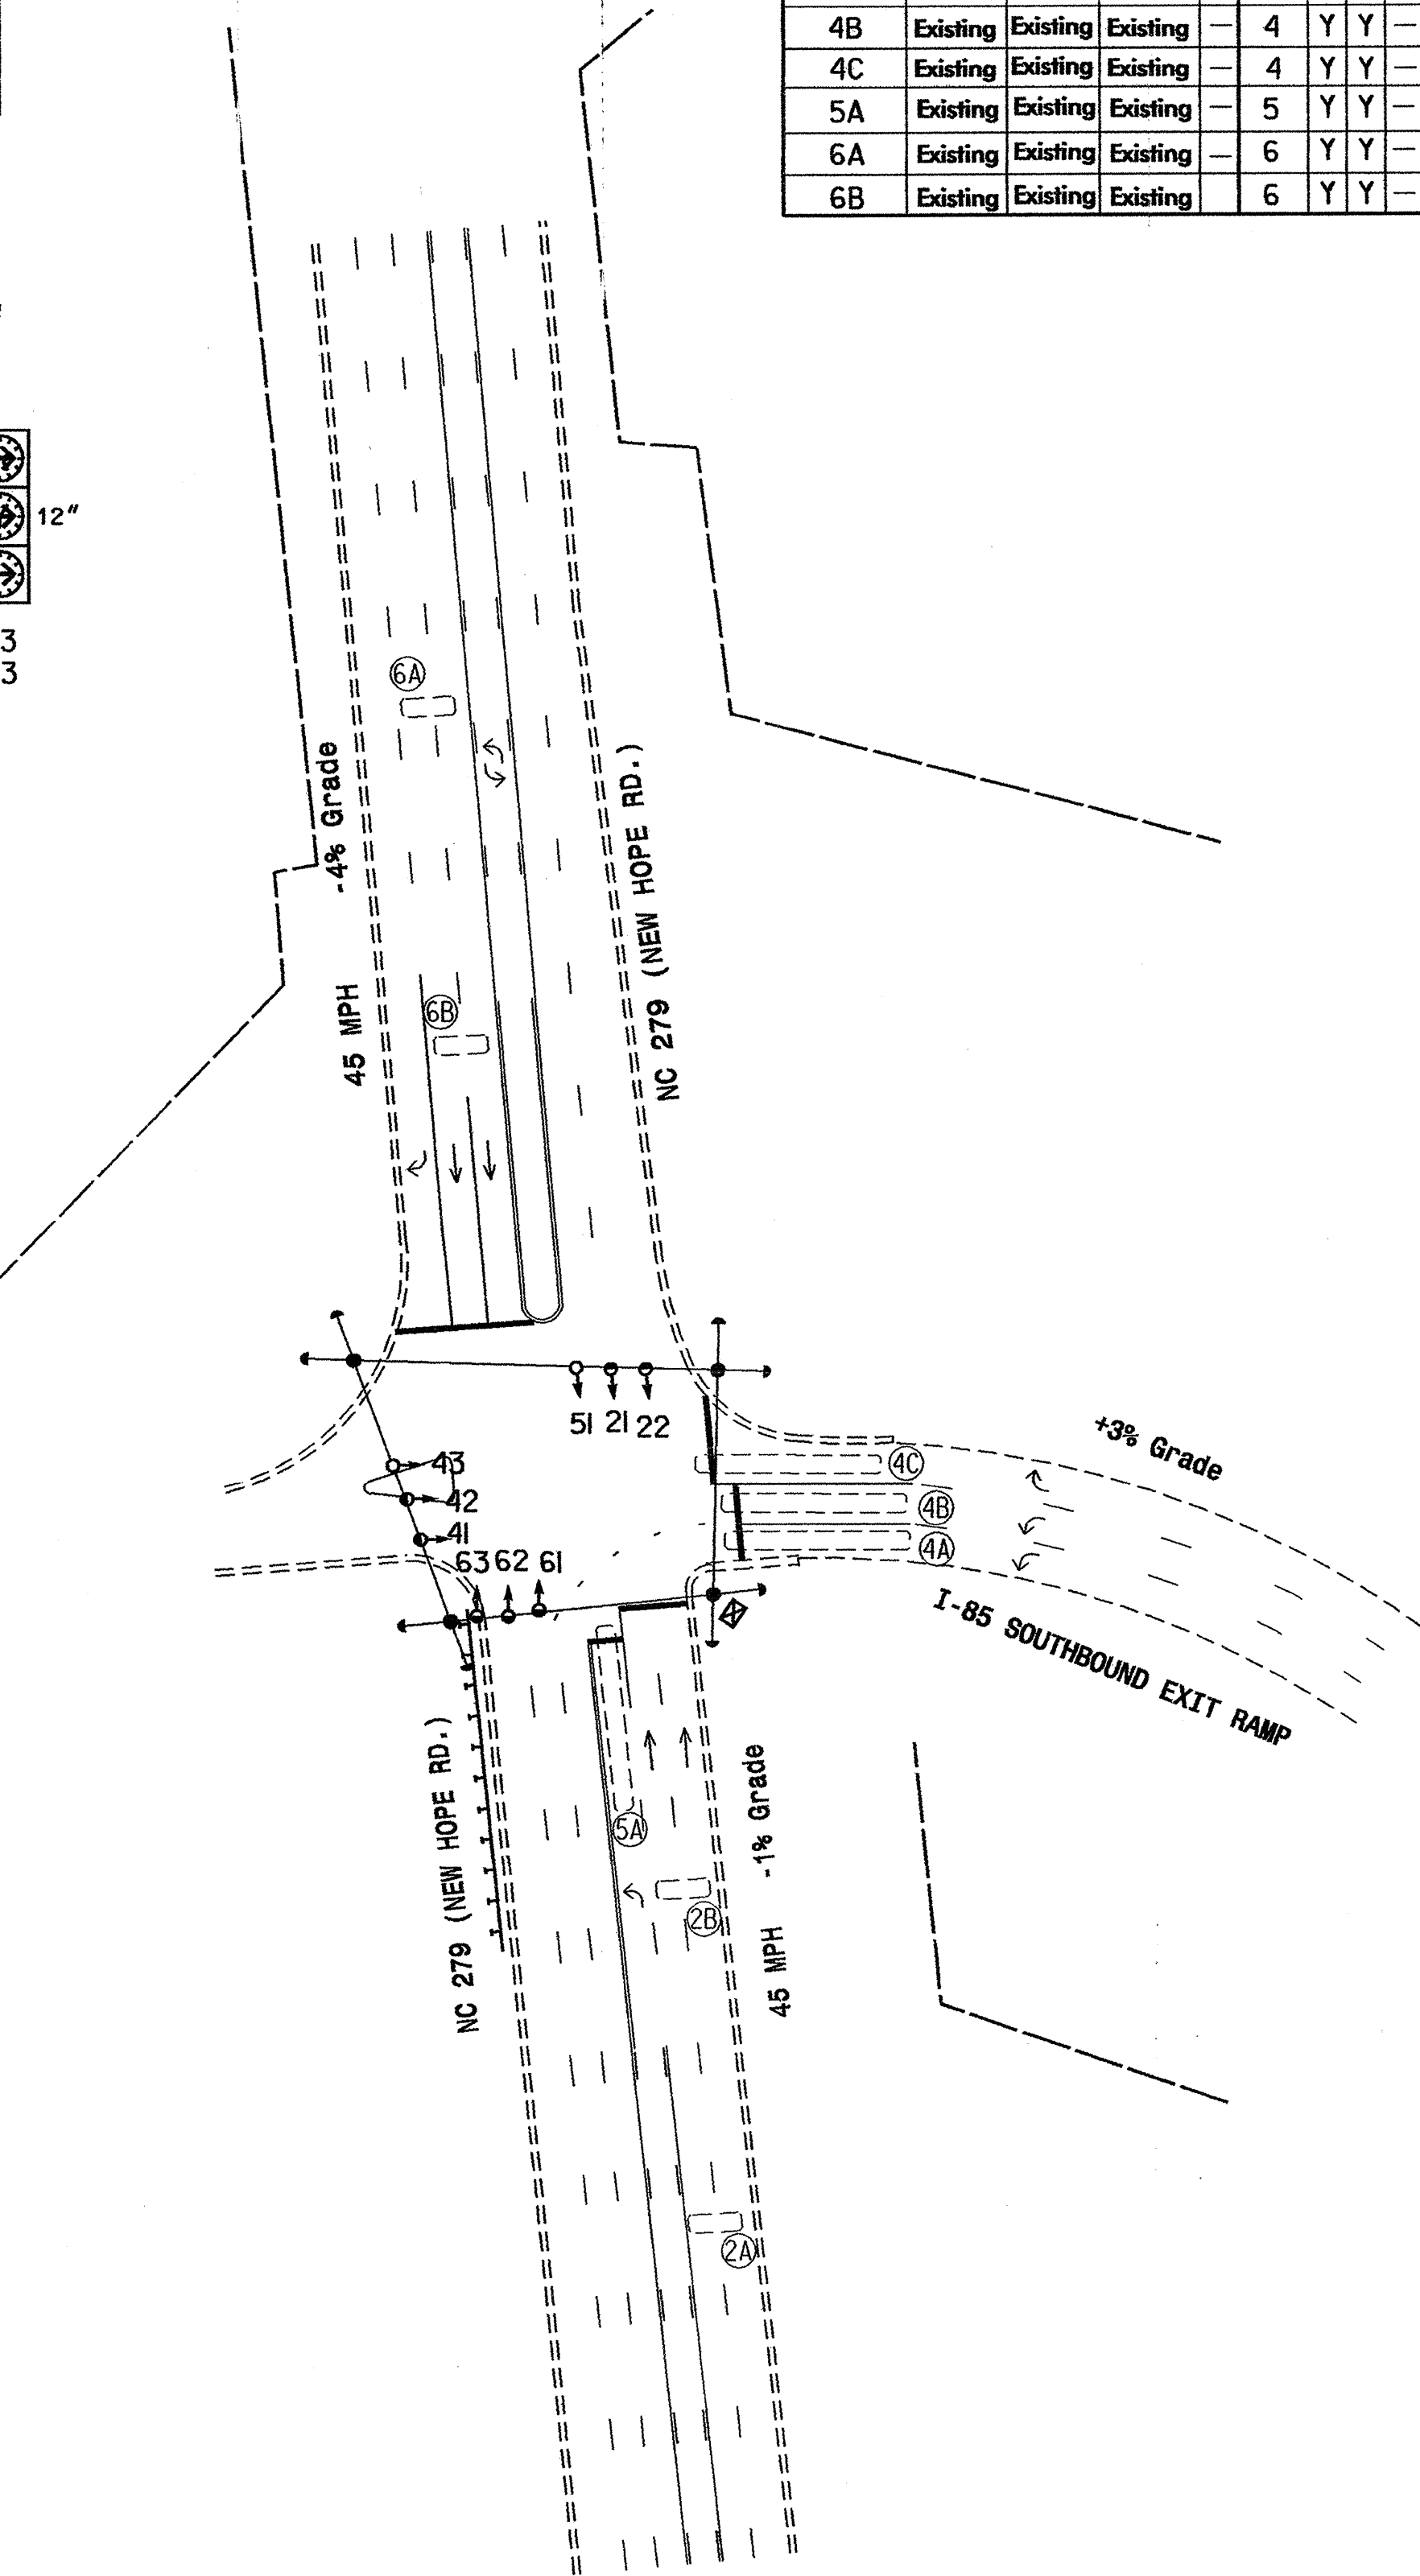 4B Existing Existing Existing — 4 Y Y —
4C Existing Existing Existing — 4 Y Y —
5A Existing Existing Existing — 5 Y Y —
6A Existing Existing Existing — 6 Y Y —
6B Existing Existing Existing 6 Y Y —
12"
3
3
6A
-4% Grade
45 MPH
NC 279 (NEW HOPE RD.)
6B
51 21 22
43
42
41
63 62 61
4C
4B
4A
+3% Grade
I-85 SOUTHBOUND EXIT RAMP
NC 279 (NEW HOPE RD.)
5A
2B
-1% Grade
45 MPH
2A